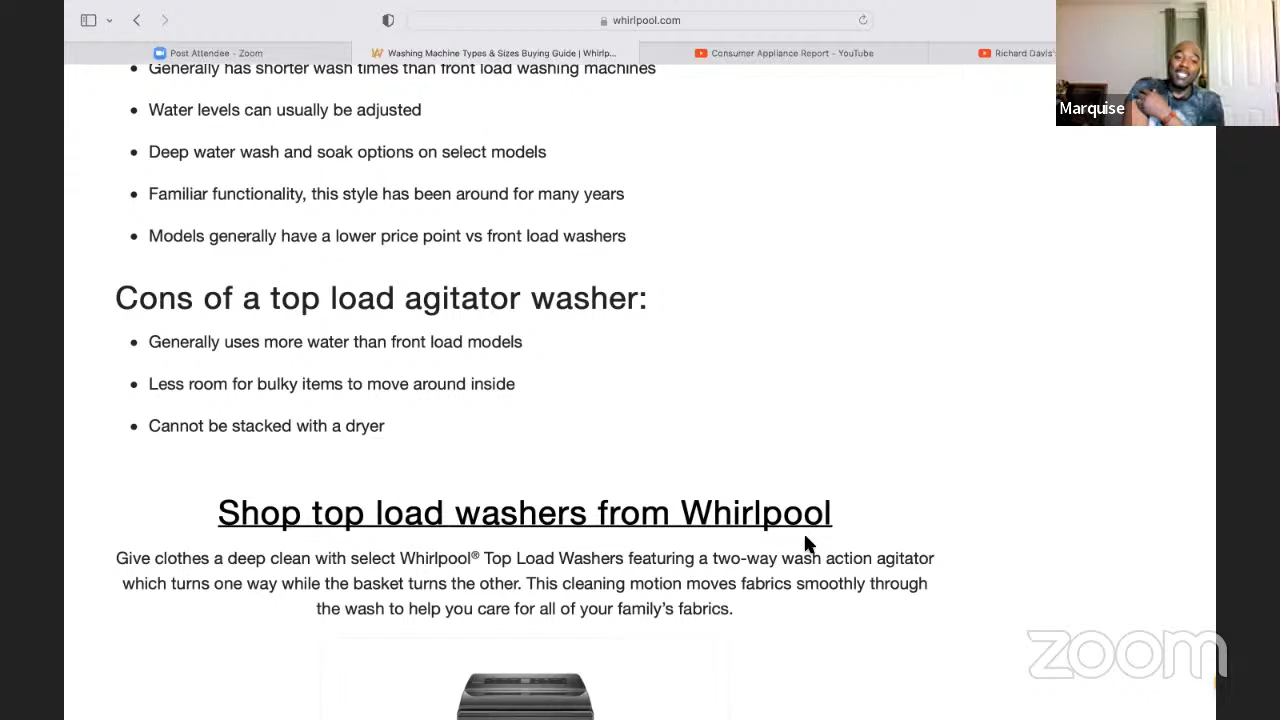 whirlpool.com
Post Attendee - Zoom
Washing Machine Types & Sizes Buying Guide | Whirlp...
Consumer Appliance Report - YouTube
Richard Davis'
Marquise
Generally has shorter wash times than front load washing machines
Water levels can usually be adjusted
Deep water wash and soak options on select models
Familiar functionality, this style has been around for many years
Models generally have a lower price point vs front load washers
Cons of a top load agitator washer:
Generally uses more water than front load models
Less room for bulky items to move around inside
Cannot be stacked with a dryer
Shop top load washers from Whirlpool
Give clothes a deep clean with select Whirlpool® Top Load Washers featuring a two-way wash action agitator
which turns one way while the basket turns the other. This cleaning motion moves fabrics smoothly through
the wash to help you care for all of your family’s fabrics.
zoom